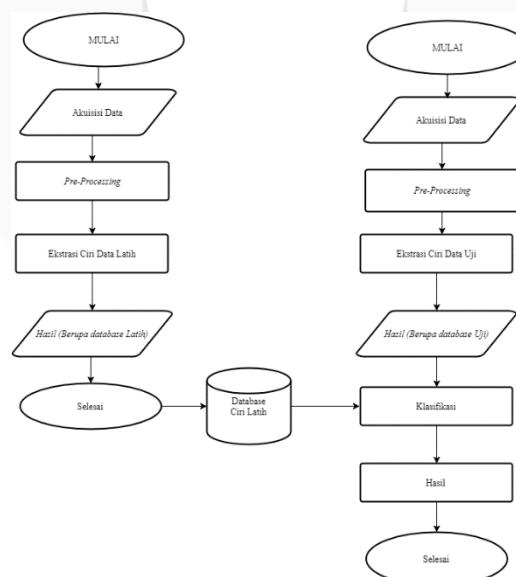 MULAI
Akuisisi Data
Pre-Processing
Ekstrasi Ciri Data Latih
Hasil (Berupa database Latih)
Selesai
Database
Ciri Latih
MULAI
Akuisisi Data
Pre-Processing
Ekstrasi Ciri Data Uji
Hasil (Berupa database Uji)
Klasifikasi
Hasil
Selesai